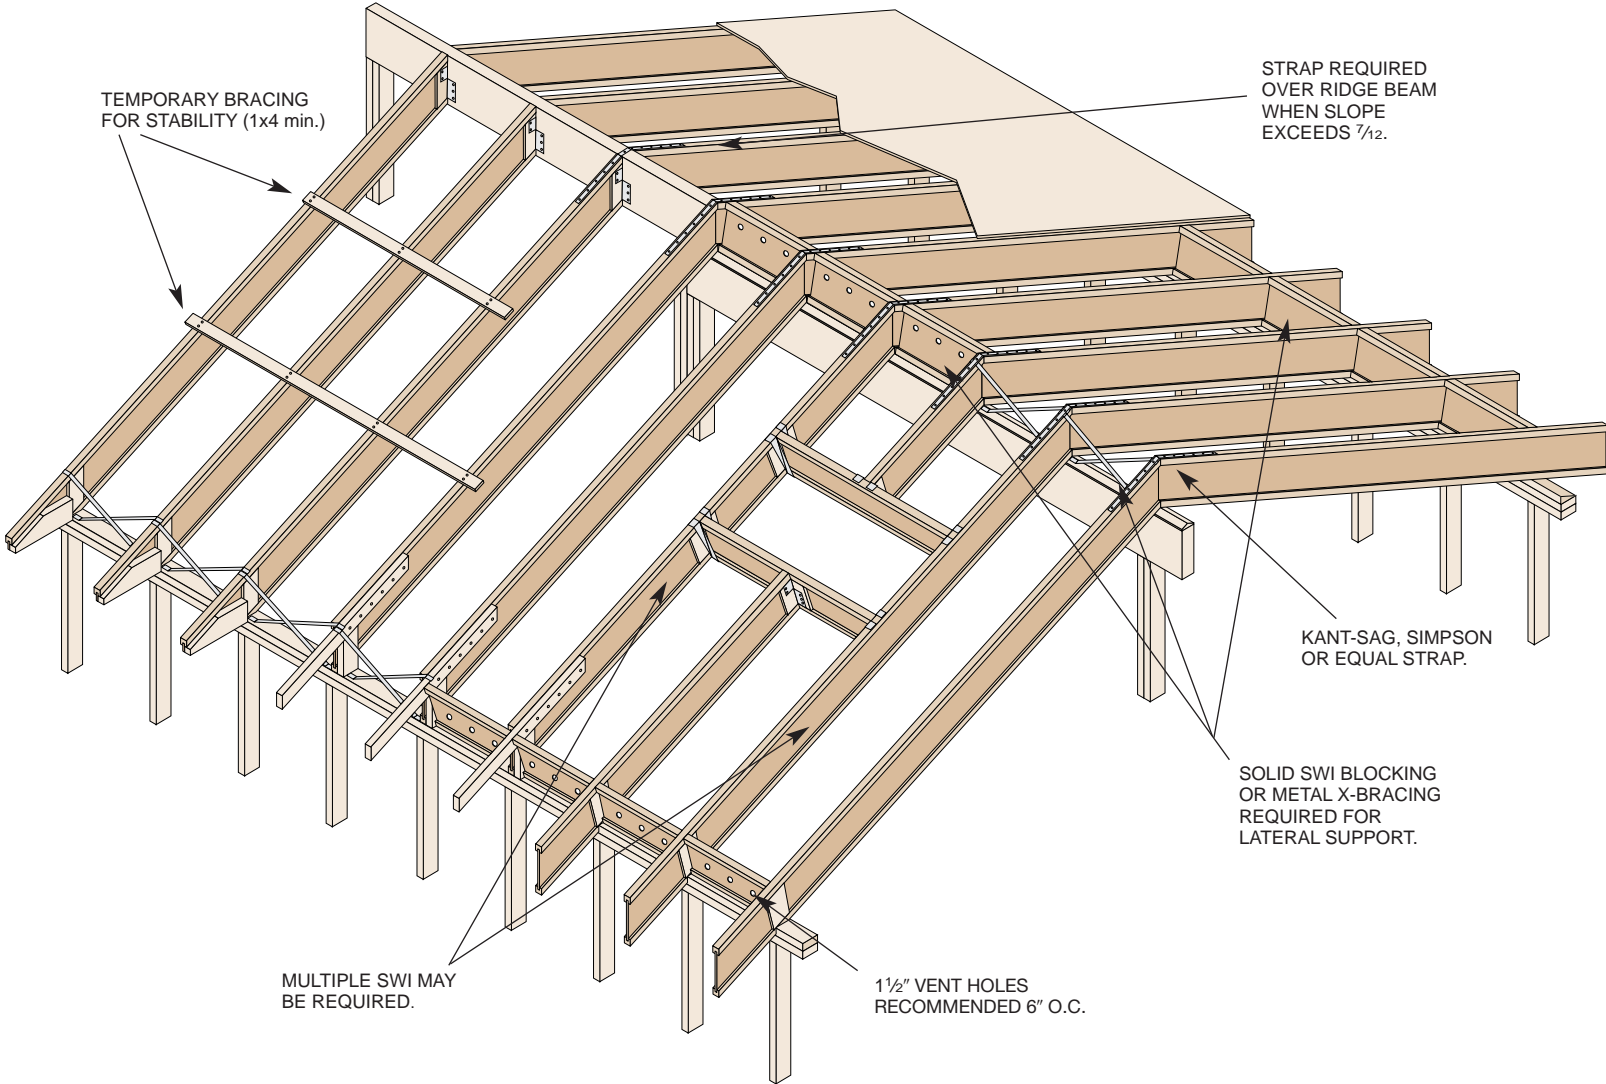 TEMPORARY BRACING
FOR STABILITY (1x4 min.)
STRAP REQUIRED
OVER RIDGE BEAM
WHEN SLOPE
EXCEEDS 7⁄12.
KANT-SAG, SIMPSON
OR EQUAL STRAP.
SOLID SWI BLOCKING
OR METAL X-BRACING
REQUIRED FOR
LATERAL SUPPORT.
MULTIPLE SWI MAY
BE REQUIRED.
1½″ VENT HOLES
RECOMMENDED 6″ O.C.